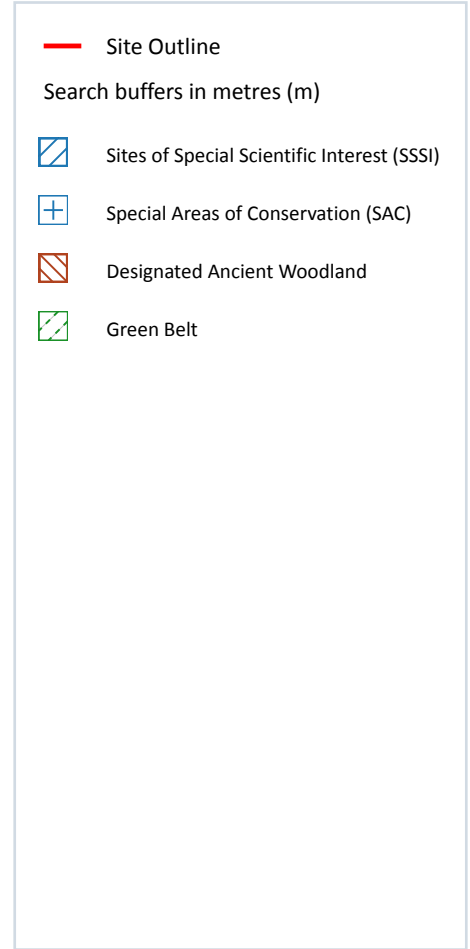 Site Outline
Search buffers in metres (m)
Sites of Special Scientific Interest (SSSI)
Special Areas of Conservation (SAC)
Designated Ancient Woodland
Green Belt